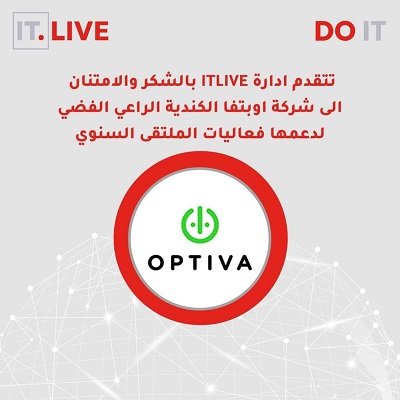 IT. LIVE
DO IT
تتقدم ادارة ITLIVE بالشكر والامتنان
الى شركة اوبتفا الكندية الراعي الفضي
لدعمها فعاليات الملتقى السنوي
OPTIVA